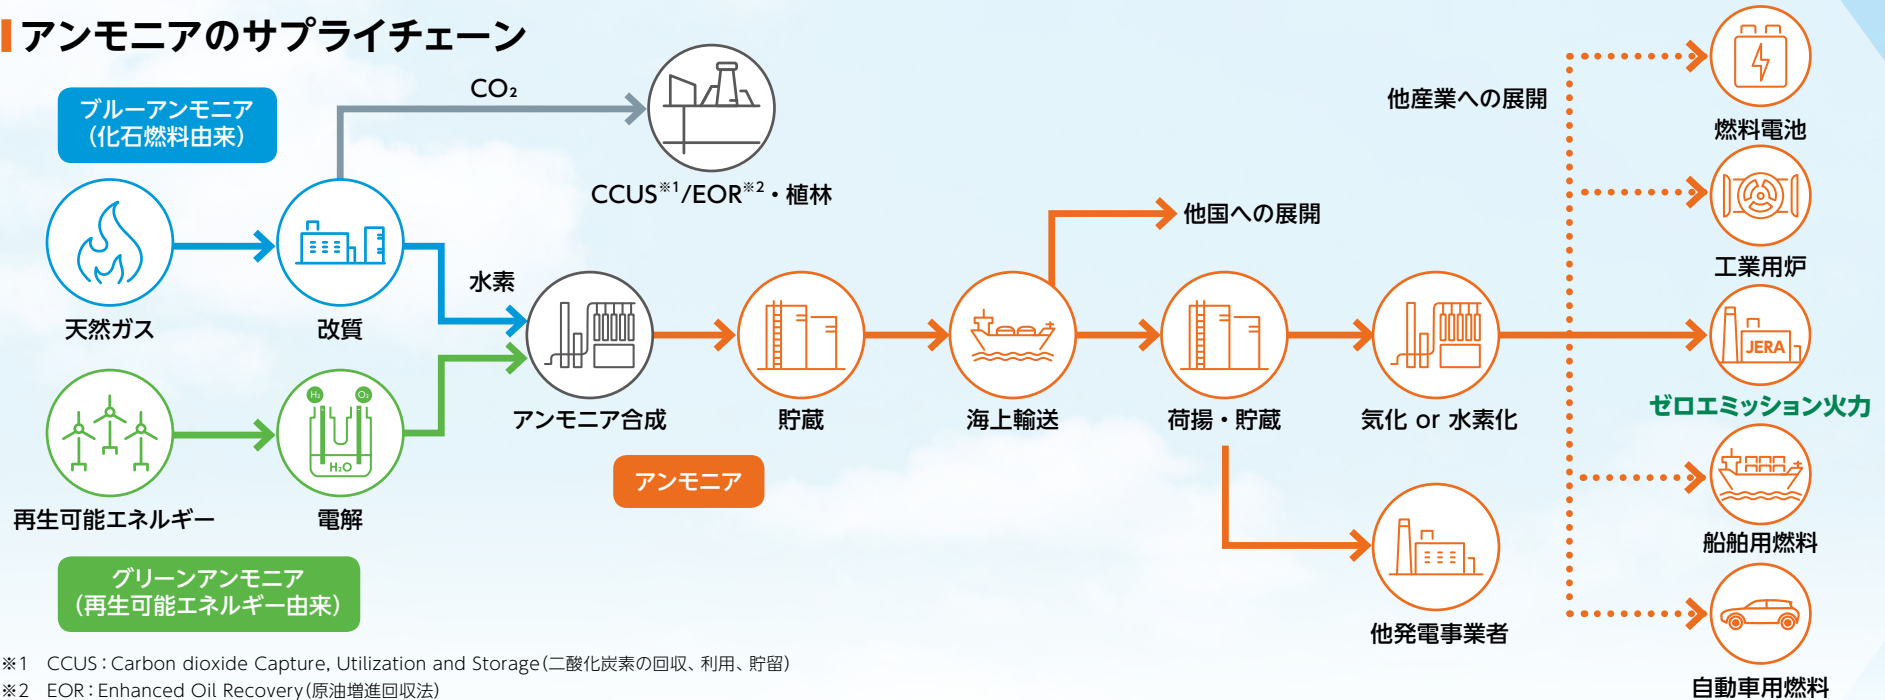 アンモニアのサプライチェーン
ブルーアンモニア
（化石燃料由来）
CO₂
CCUS※1/EOR※2・植林
天然ガス
改質
水素
再生可能エネルギー
H₂
O₂
H₂O
電解
グリーンアンモニア
（再生可能エネルギー由来）
アンモニア合成
アンモニア
貯蔵
海上輸送
他国への展開
荷揚・貯蔵
気化 or 水素化
他発電事業者
他産業への展開
燃料電池
工業用炉
JERA
ゼロエミッション火力
船舶用燃料
自動車用燃料
※1 CCUS：Carbon dioxide Capture, Utilization and Storage（二酸化炭素の回収、利用、貯留）
※2 EOR：Enhanced Oil Recovery（原油増進回収法）